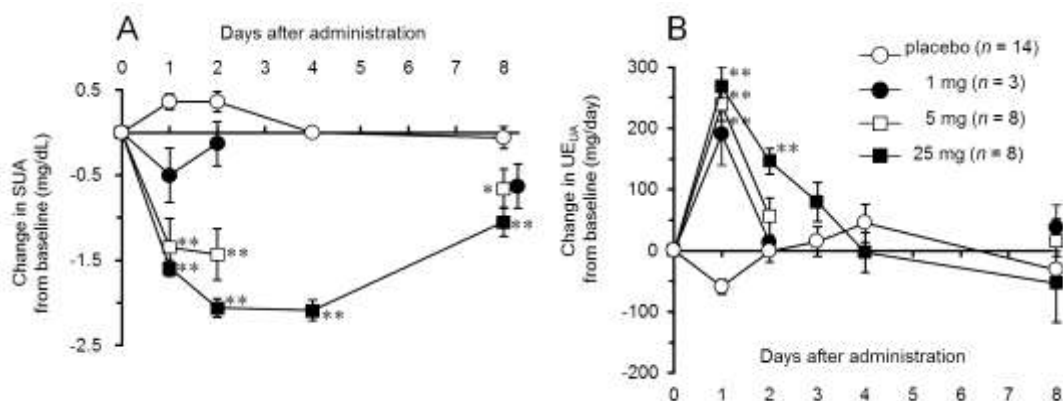 A
Days after administration
0 1 2 3 4 5 6 7 8
0.5
-0.5
-1.5
-2.5
Change in SUA
from baseline (mg/dL)
**
**
**
**
**
*
**
B
placebo (n = 14)
1 mg (n = 3)
5 mg (n = 8)
25 mg (n = 8)
300
200
100
0
-100
-200
Change in UEUA
from baseline (mg/day)
**
**
**
**
Days after administration
0 1 2 3 4 5 6 7 8